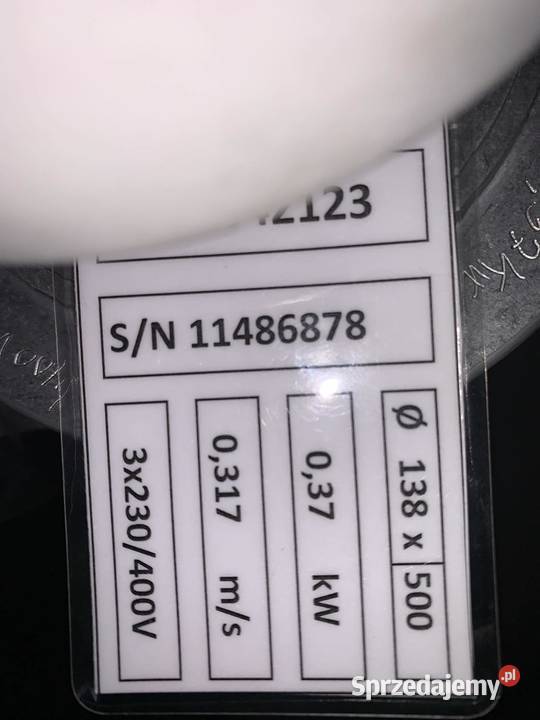 2123
S/N 11486878
3x230/400V
0,317 m/s
0,37 kW
Ø 138 x 500
Sprzedajemy.pl